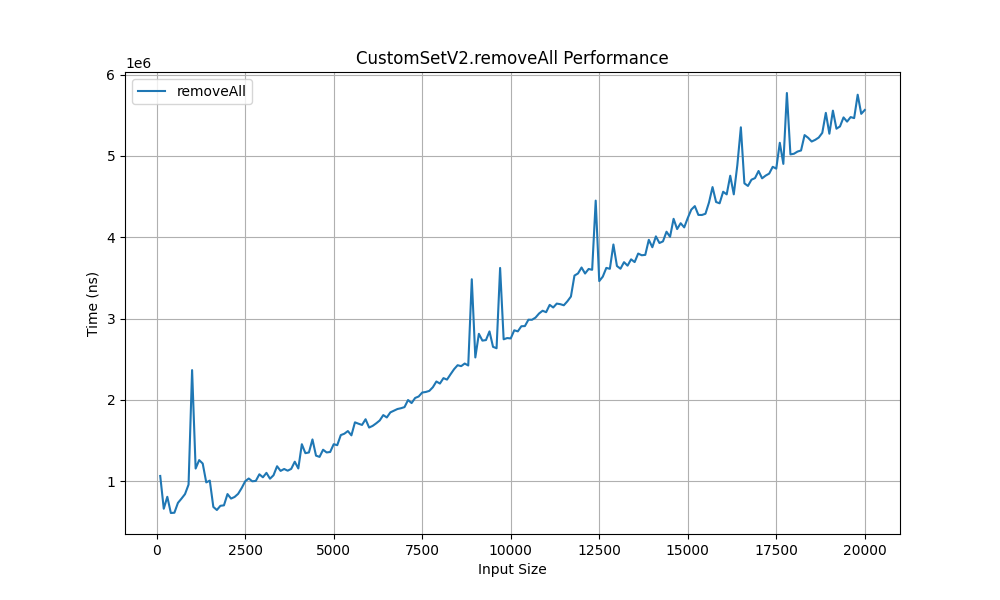 CustomSetV2.removeAll Performance
1e6
removeAll
6
5
4
3
2
1
Time (ns)
0 2500 5000 7500 10000 12500 15000 17500 20000
Input Size